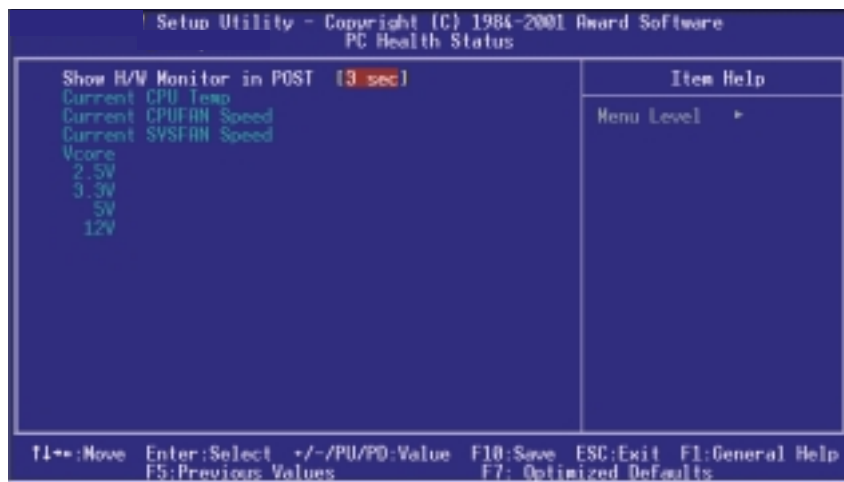 Setup Utility - Copyright (C) 1984-2001 Award Software
PC Health Status
Show H/W Monitor in POST [3 sec]
Current CPU Temp
Current CPUFAN Speed
Current SYSFAN Speed
Vcore
2.5V
3.3V
5V
12V
Item Help
Menu Level ►
↑↓→←:Move Enter:Select +/-/PU/PD:Value F10:Save ESC:Exit F1:General Help
F5:Previous Values F7: Optimized Defaults